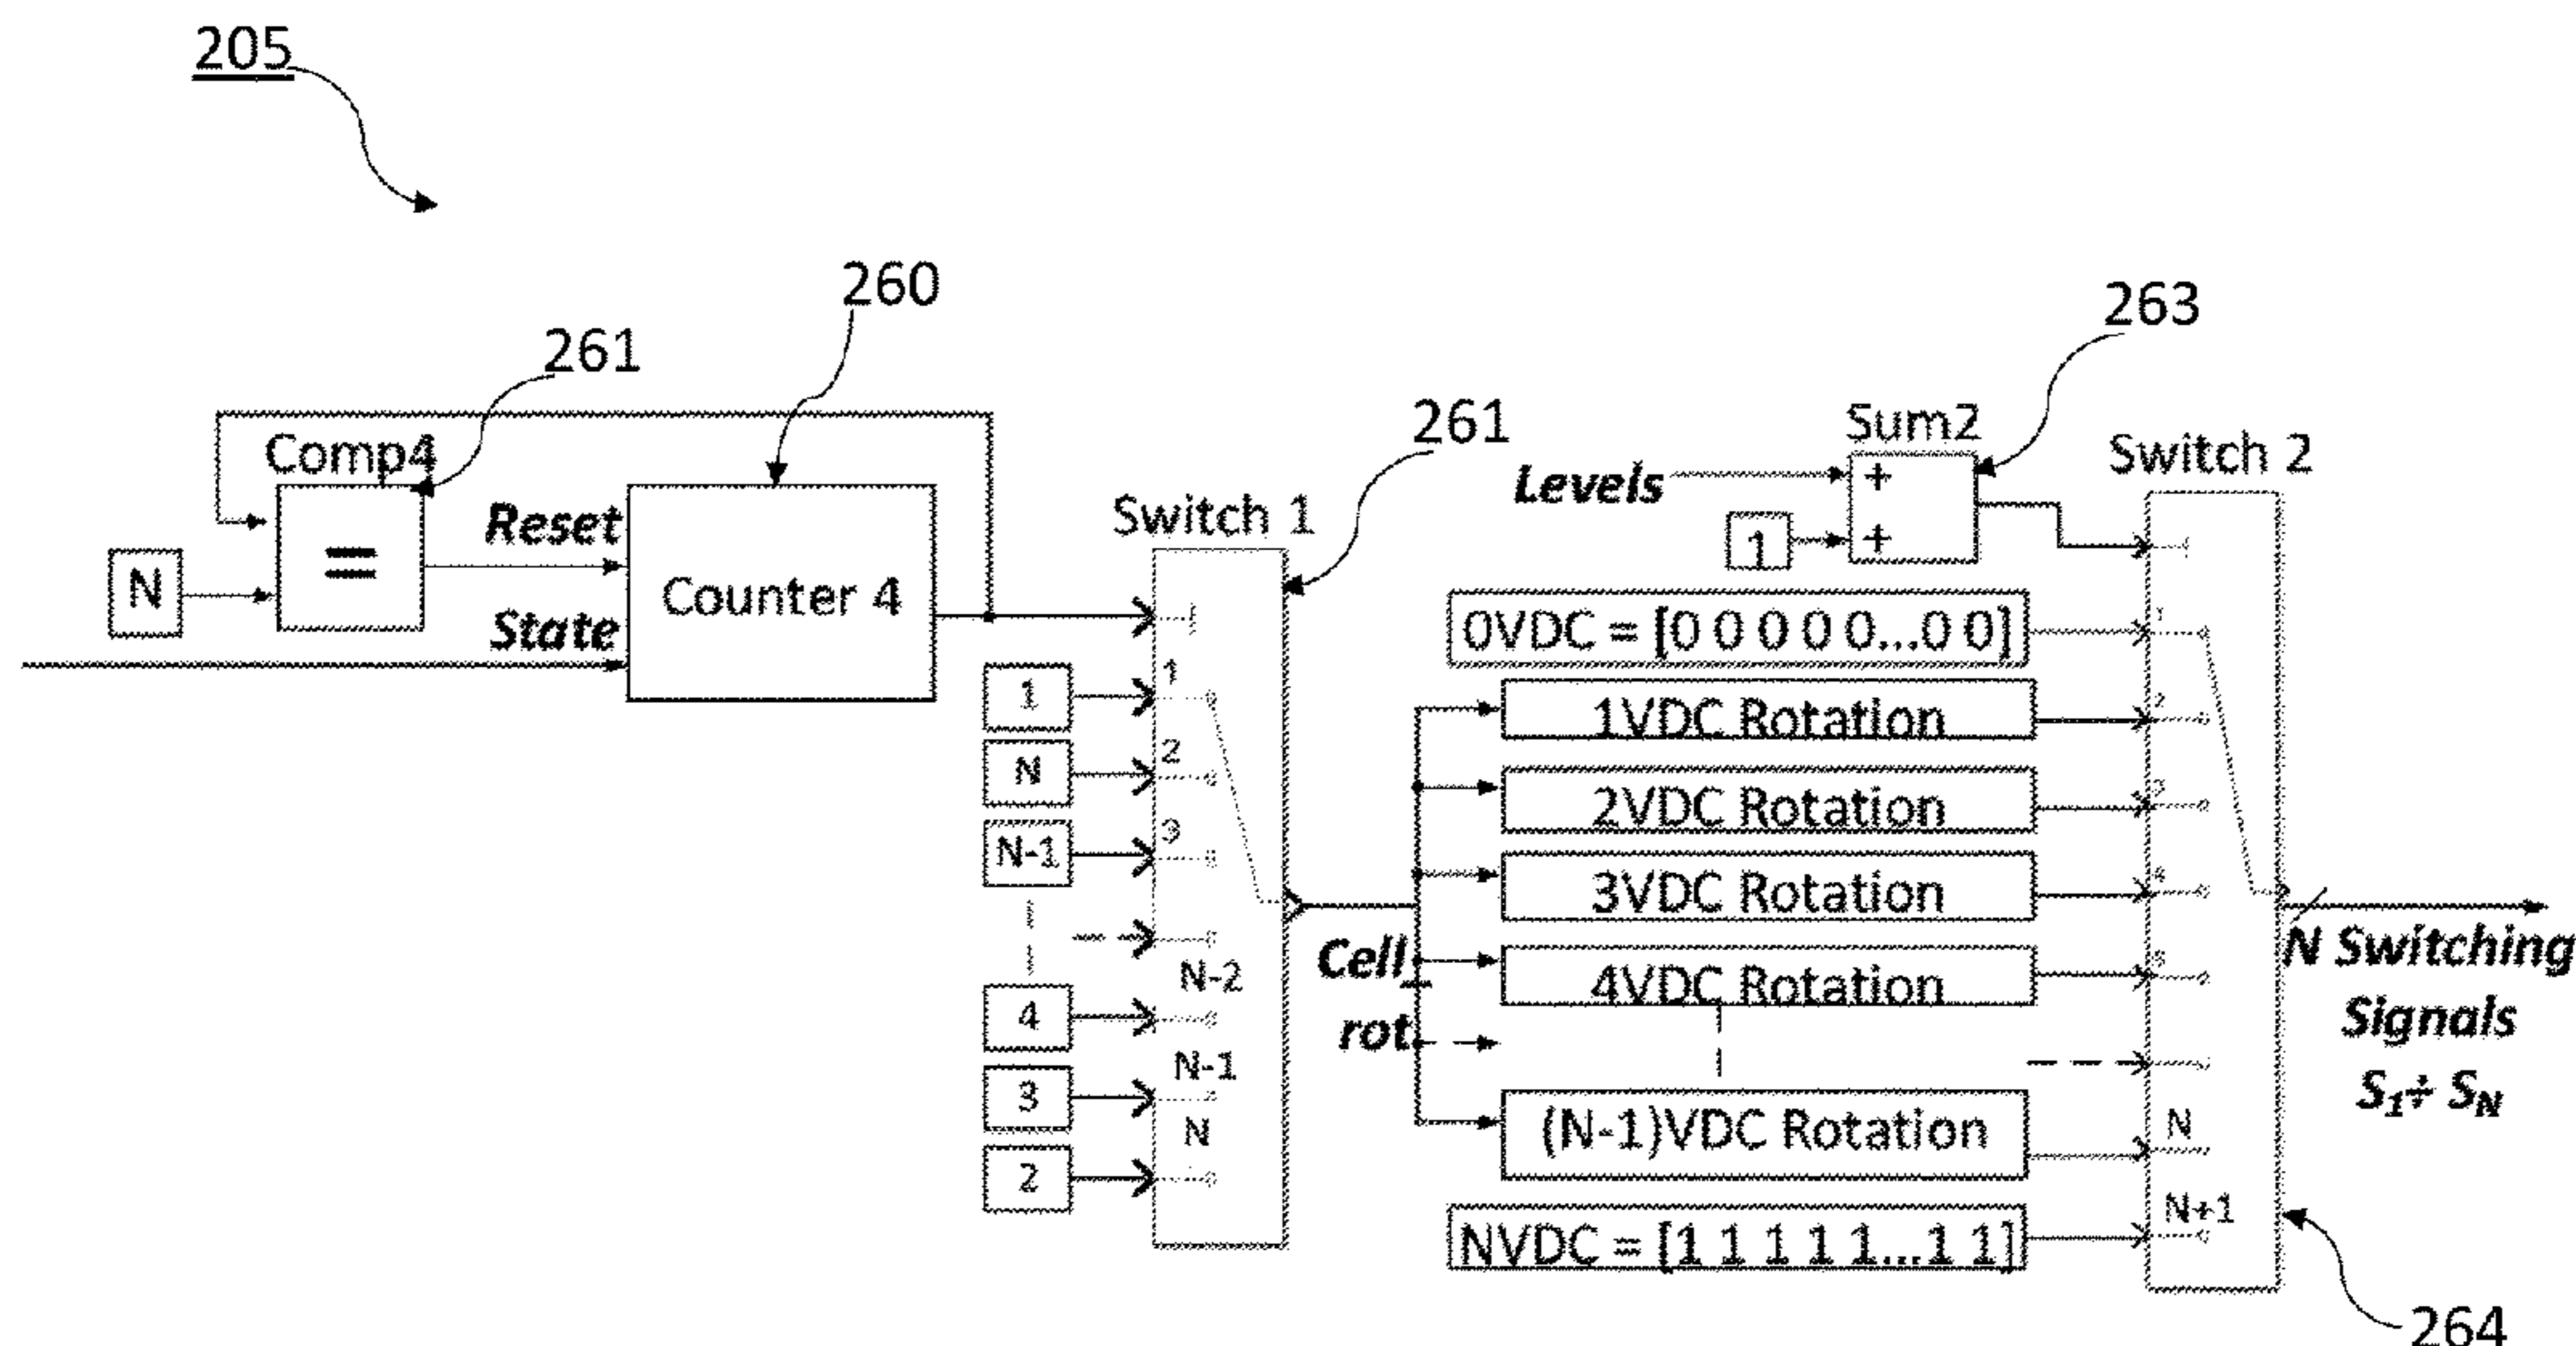 205
260
261
263
261
Comp4
=
N
Reset
State
Counter 4
Switch 1
1
N
N-1
4
3
2
1
2
3
N-2
N-1
N
Cell
rot
Levels
1
Sum2
+
+
Switch 2
0VDC = [0 0 0 0 0...0 0]
1VDC Rotation
2VDC Rotation
3VDC Rotation
4VDC Rotation
(N-1)VDC Rotation
NVDC = [1 1 1 1 1...1 1]
1
2
3
4
5
N
N+1
N Switching
Signals
S1÷ SN
264